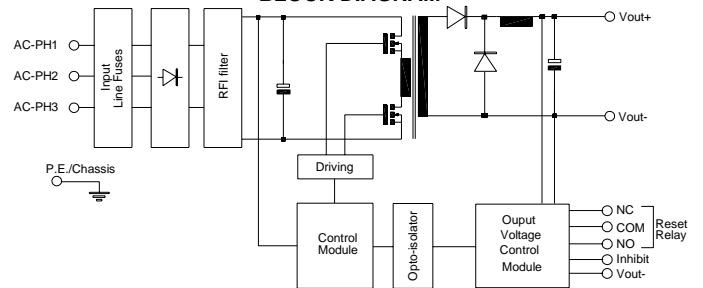 BLOCK DIAGRAM
AC-PH1
AC-PH2
AC-PH3
Input
Line Fuses
RFI filter
Vout+
Vout-
P.E./Chassis
Driving
Control
Module
Opto-isolator
Ouput
Voltage
Control
Module
NC
COM
NO
Inhibit
Vout-
Reset
Relay